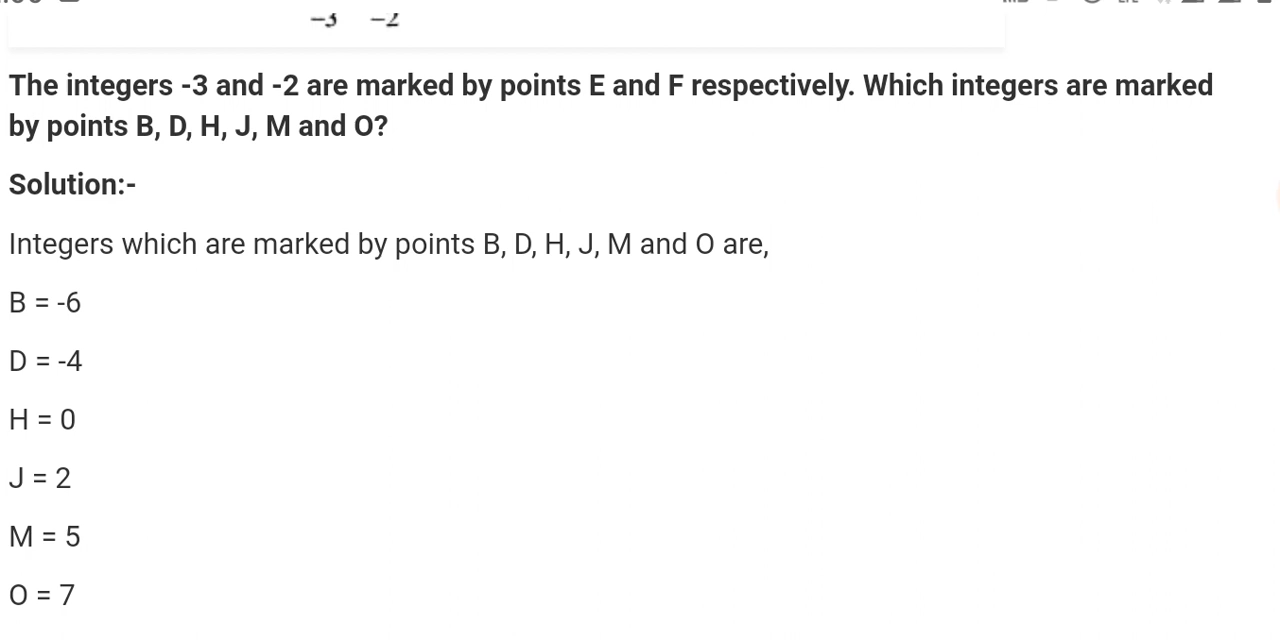 -3 -2
The integers -3 and -2 are marked by points E and F respectively. Which integers are marked
by points B, D, H, J, M and O?
Solution:-
Integers which are marked by points B, D, H, J, M and O are,
B = -6
D = -4
H = 0
J = 2
M = 5
O = 7